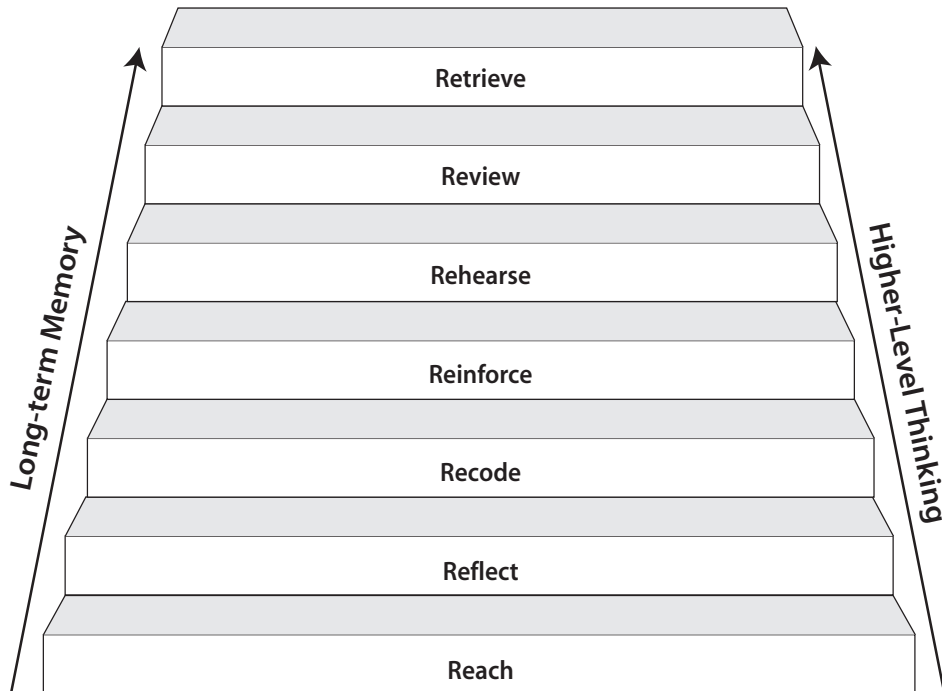 Retrieve
Review
Rehearse
Reinforce
Recode
Reflect
Reach
Long-term Memory
Higher-Level Thinking